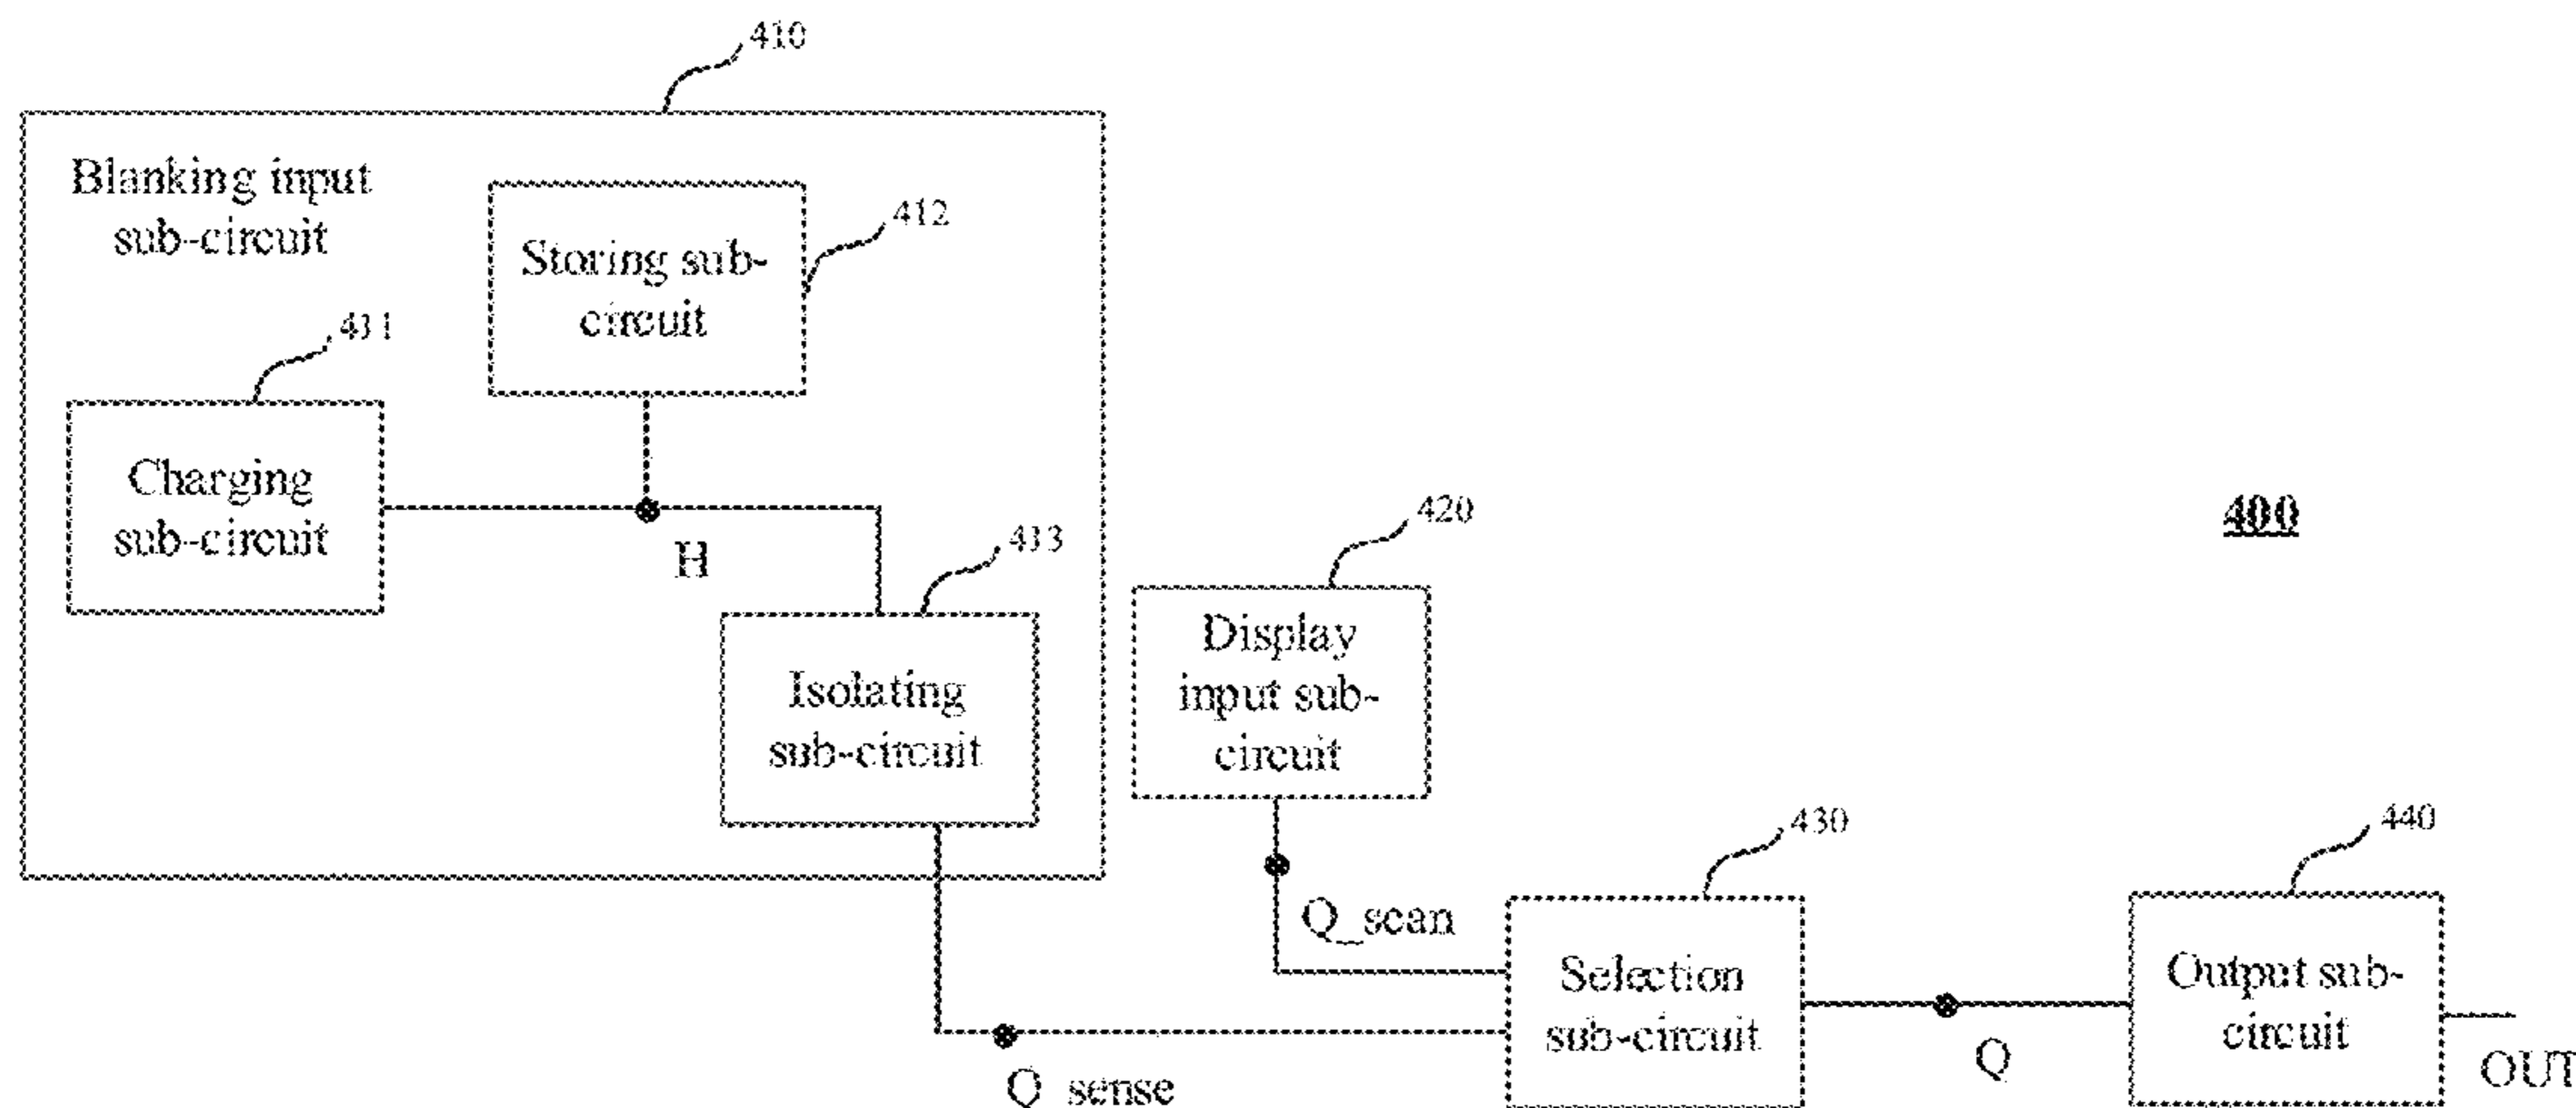 410
Blanking input
sub-circuit
412
Storing sub-
circuit
411
Charging
sub-circuit
H
413
420
400
Isolating
sub-circuit
Display
input sub-
circuit
430
440
Q_scan
Selection
sub-circuit
Output sub-
circuit
Q
OUT
Q_sense